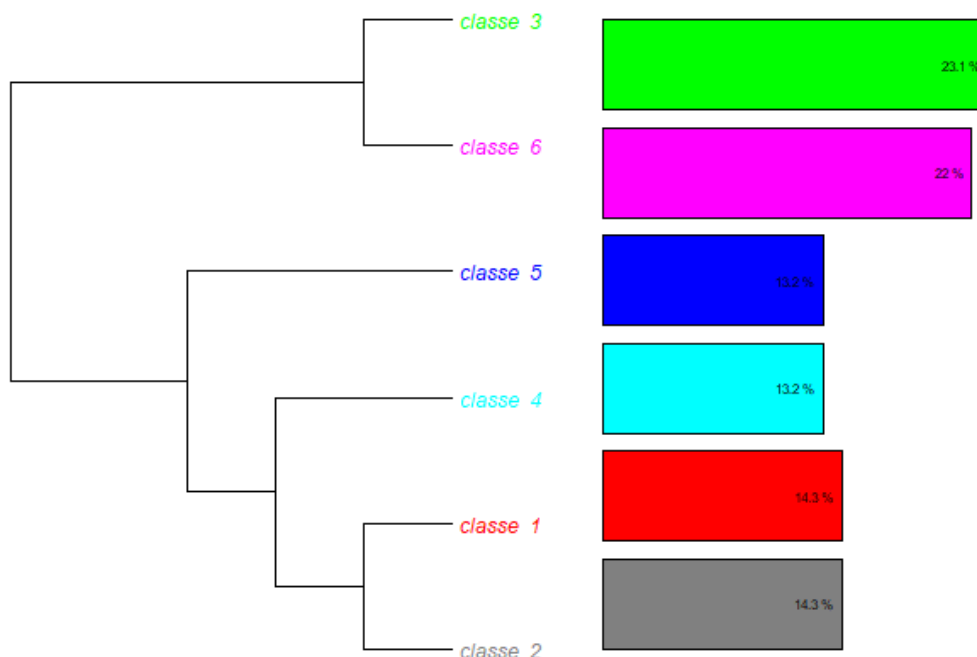 classe 3
23.1 %
classe 6
22 %
classe 5
13.2 %
classe 4
13.2 %
classe 1
14.3 %
classe 2
14.3 %